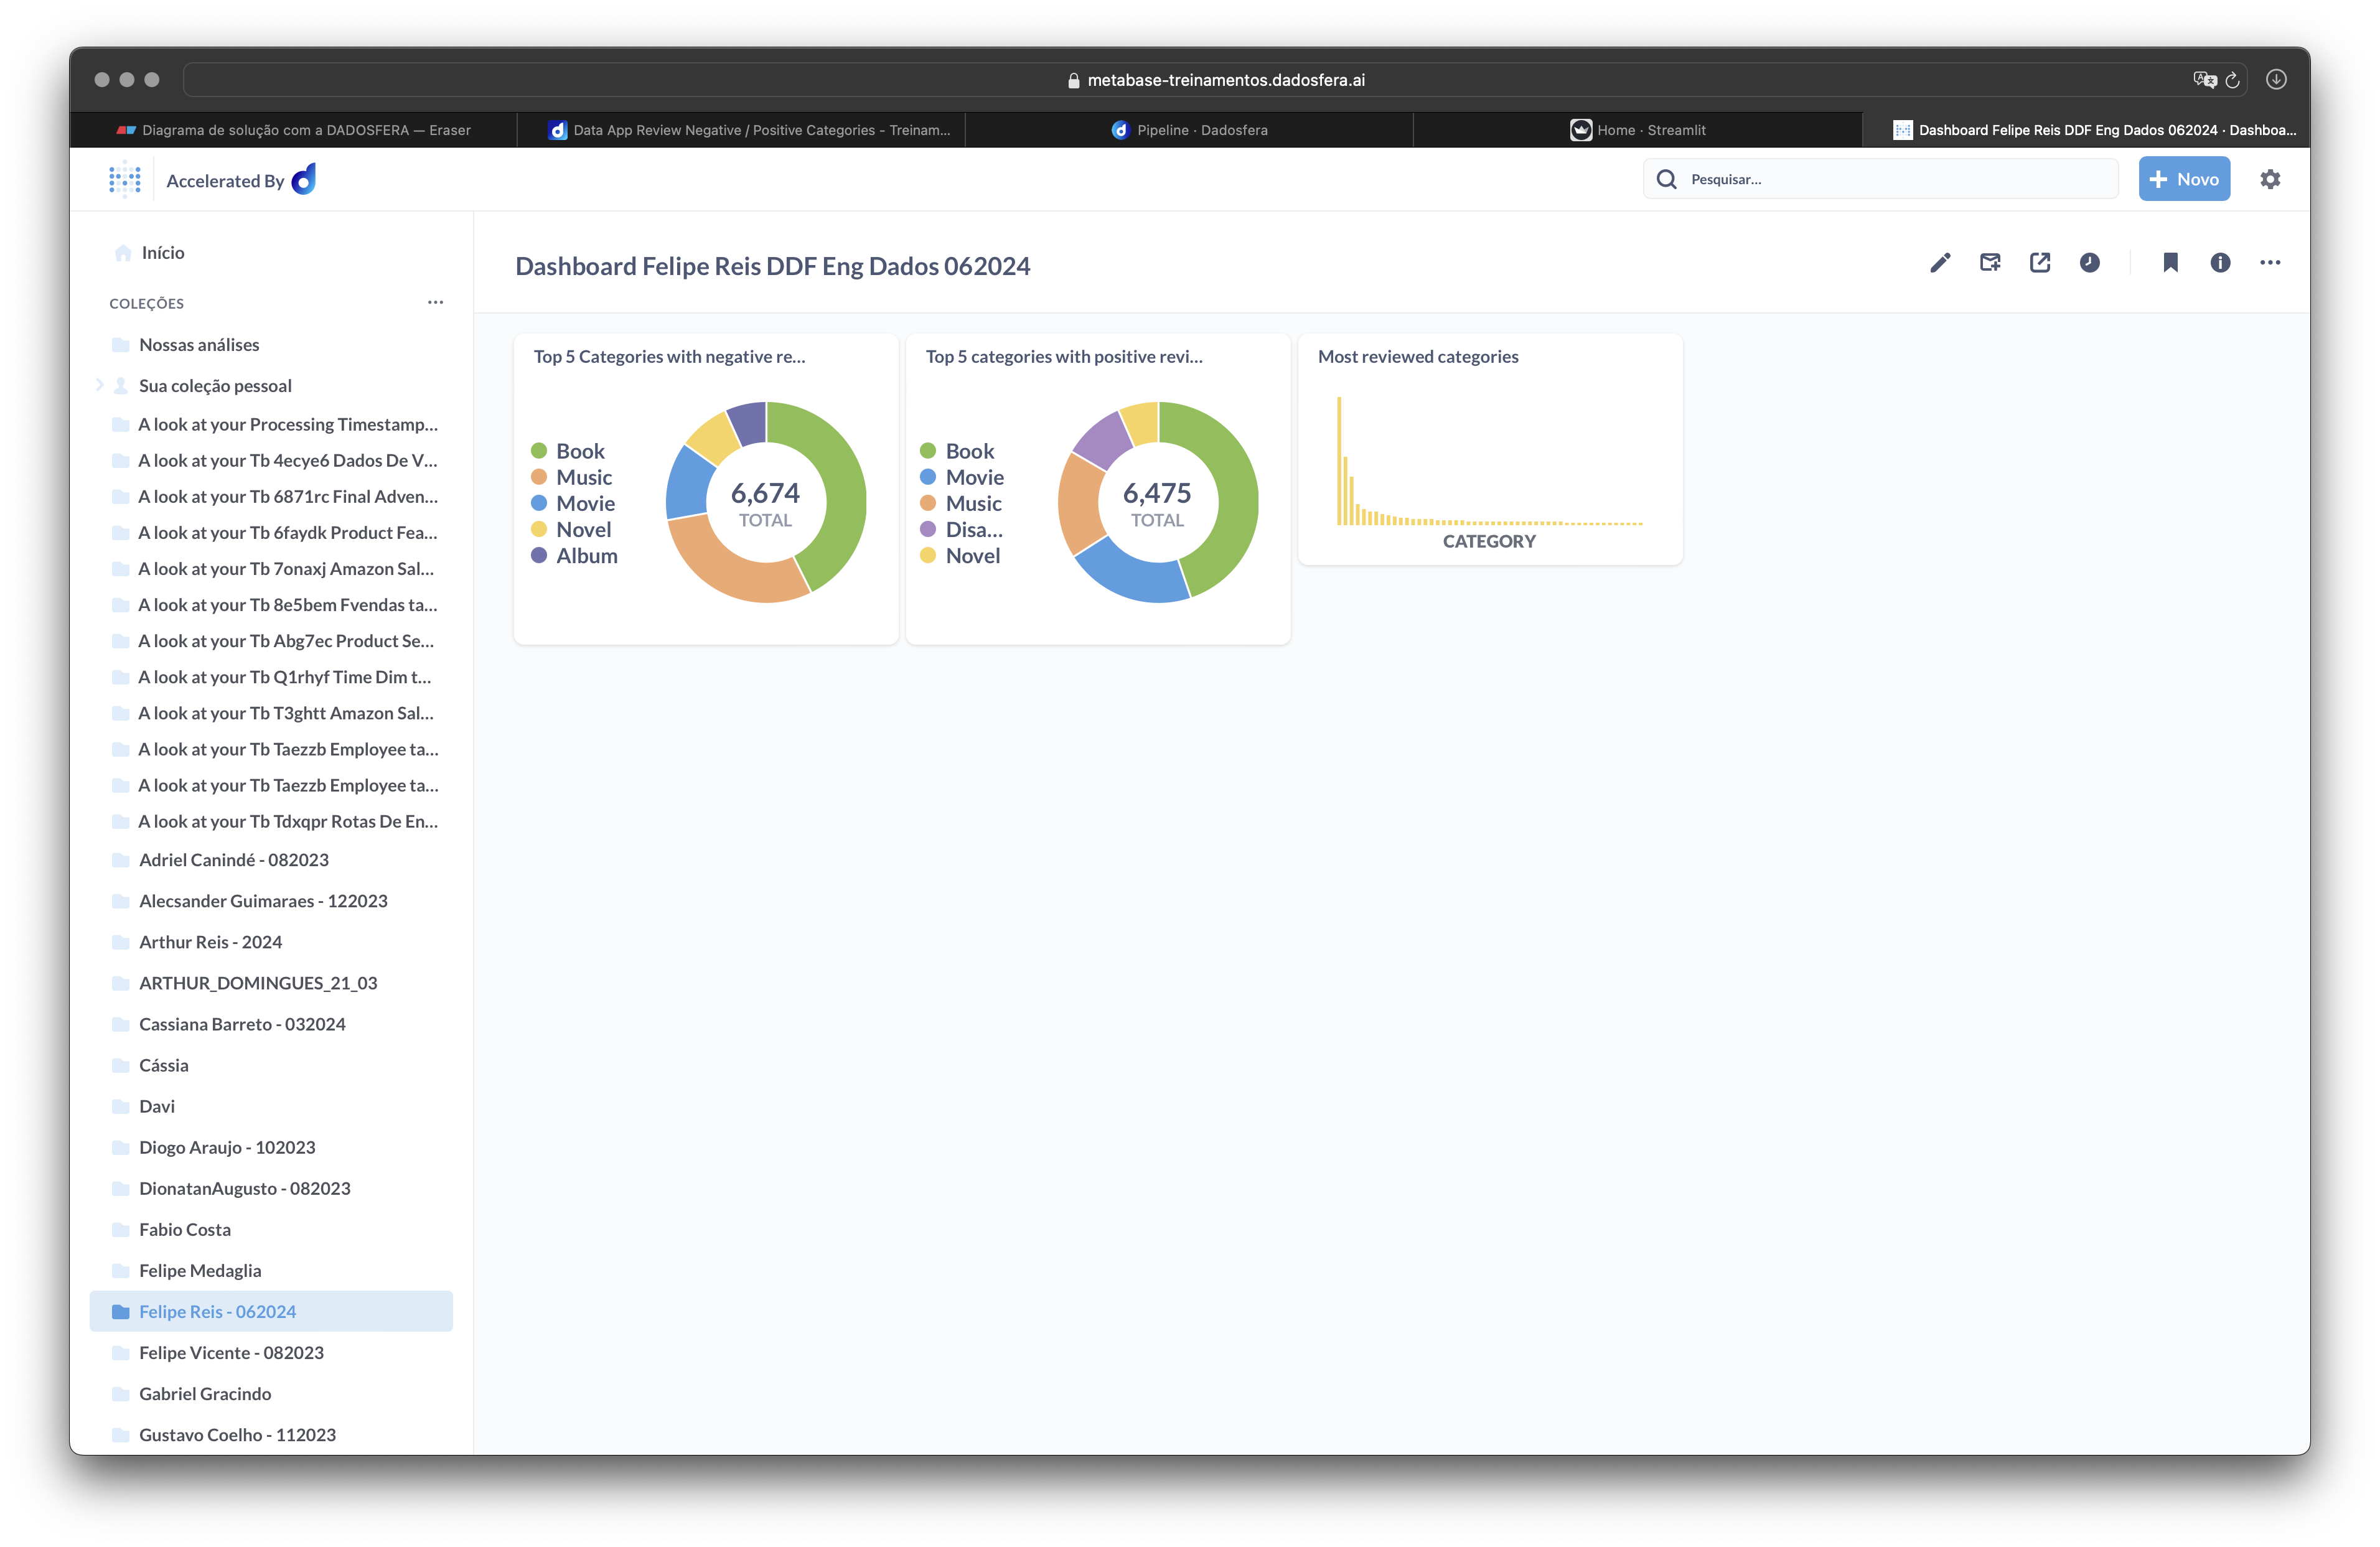 metabase-treinamentos.dadosfera.ai
Diagrama de solução com a DADOSFERA — Eraser
Data App Review Negative / Positive Categories - Treinam...
Pipeline · Dadosfera
Home · Streamlit
Dashboard Felipe Reis DDF Eng Dados 062024 · Dashboa...
Accelerated By
Pesquisar...
Novo
Início
COLEÇÕES
Nossas análises
Sua coleção pessoal
A look at your Processing Timestamp...
A look at your Tb 4ecye6 Dados De V...
A look at your Tb 6871rc Final Adven...
A look at your Tb 6faydk Product Fea...
A look at your Tb 7onaxj Amazon Sal...
A look at your Tb 8e5bem Fvendas ta...
A look at your Tb Abg7ec Product Se...
A look at your Tb Q1rhyf Time Dim t...
A look at your Tb T3ghtt Amazon Sal...
A look at your Tb Taezzb Employee ta...
A look at your Tb Taezzb Employee ta...
A look at your Tb Tdxqpr Rotas De En...
Adriel Canindé - 082023
Alecsander Guimaraes - 122023
Arthur Reis - 2024
ARTHUR_DOMINGUES_21_03
Cassiana Barreto - 032024
Cássia
Davi
Diogo Araujo - 102023
DionatanAugusto - 082023
Fabio Costa
Felipe Medaglia
Felipe Reis - 062024
Felipe Vicente - 082023
Gabriel Gracindo
Gustavo Coelho - 112023
Dashboard Felipe Reis DDF Eng Dados 062024
Top 5 Categories with negative re...
Book
Music
Movie
Novel
Album
6,674
TOTAL
Top 5 categories with positive revi...
Book
Movie
Music
Disa...
Novel
6,475
TOTAL
Most reviewed categories
CATEGORY